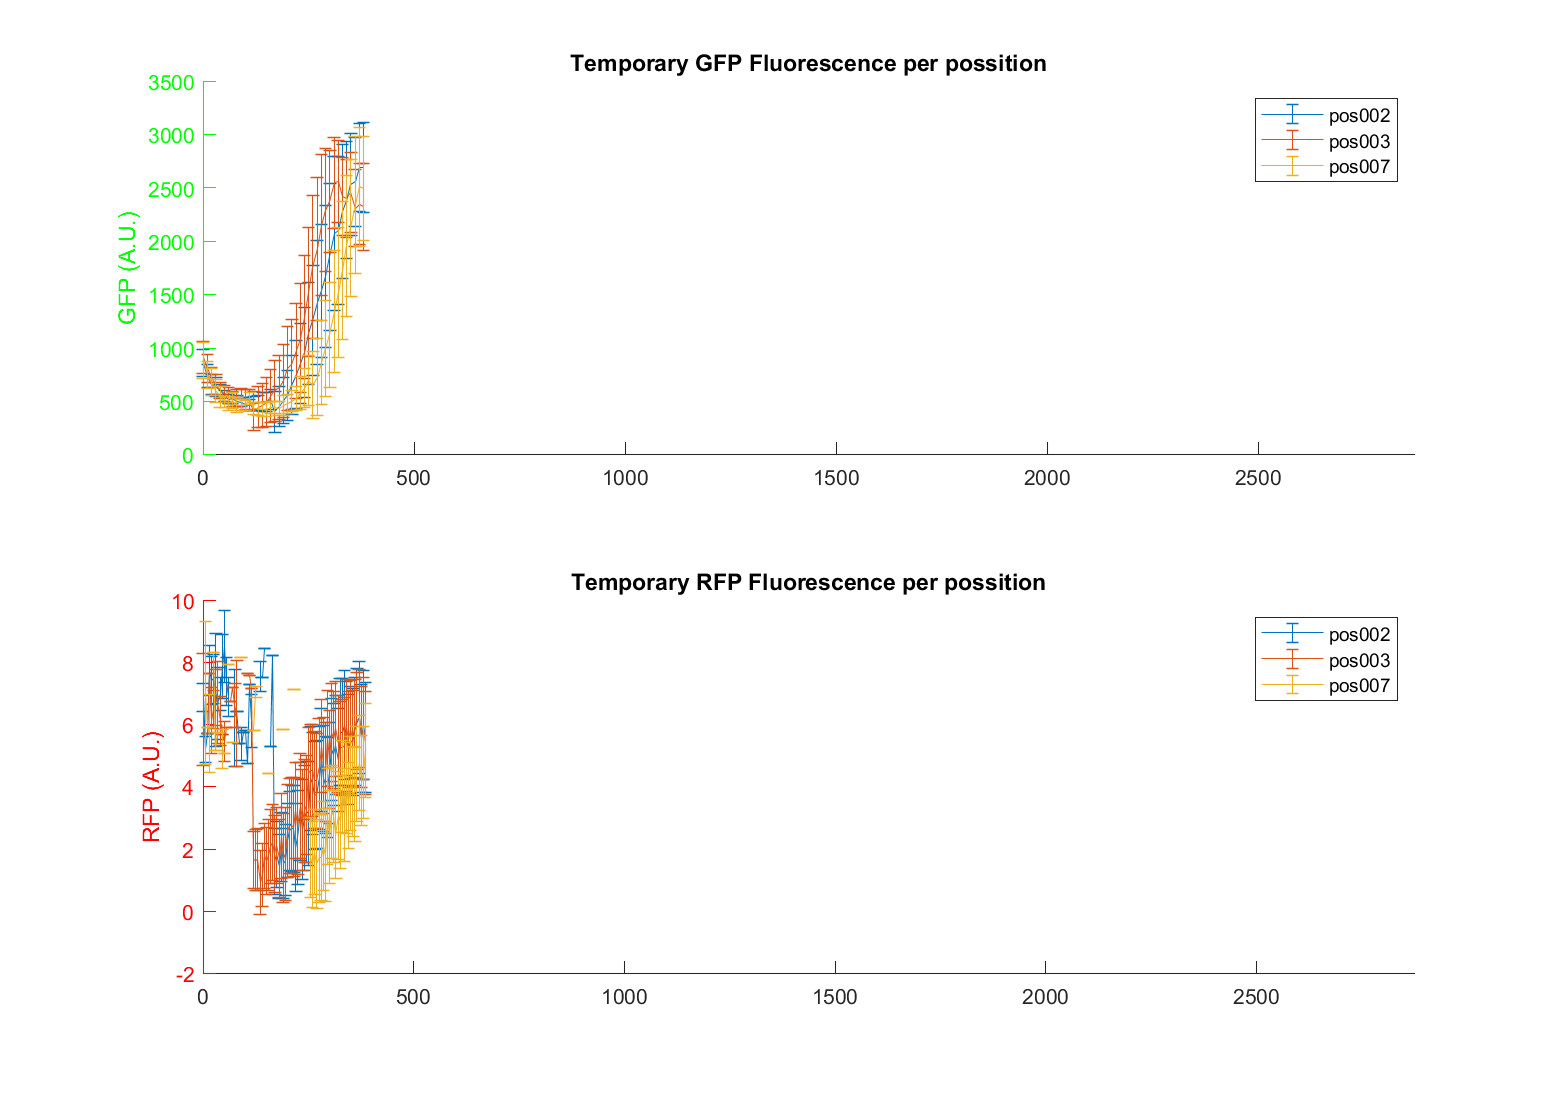 Temporary GFP Fluorescence per possition
GFP (A.U.)
3500
3000
2500
2000
1500
1000
500
0
0 500 1000 1500 2000 2500
pos002
pos003
pos007
Temporary RFP Fluorescence per possition
RFP (A.U.)
10
8
6
4
2
0
-2
0 500 1000 1500 2000 2500
pos002
pos003
pos007